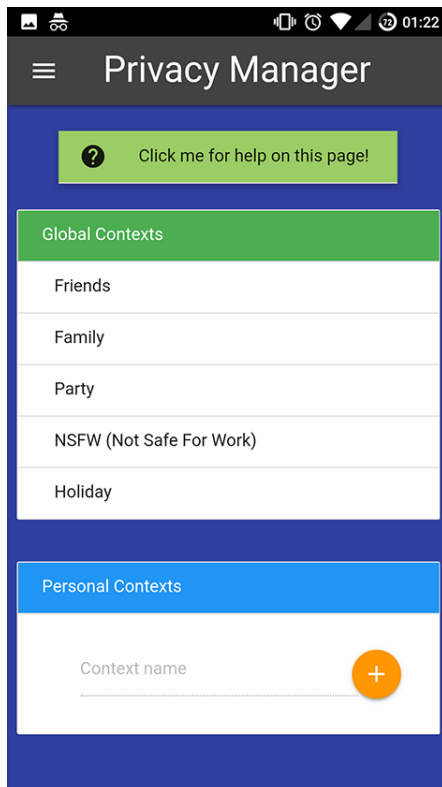 72 01:22
Privacy Manager
? Click me for help on this page!
Global Contexts
Friends
Family
Party
NSFW (Not Safe For Work)
Holiday
Personal Contexts
Context name
+